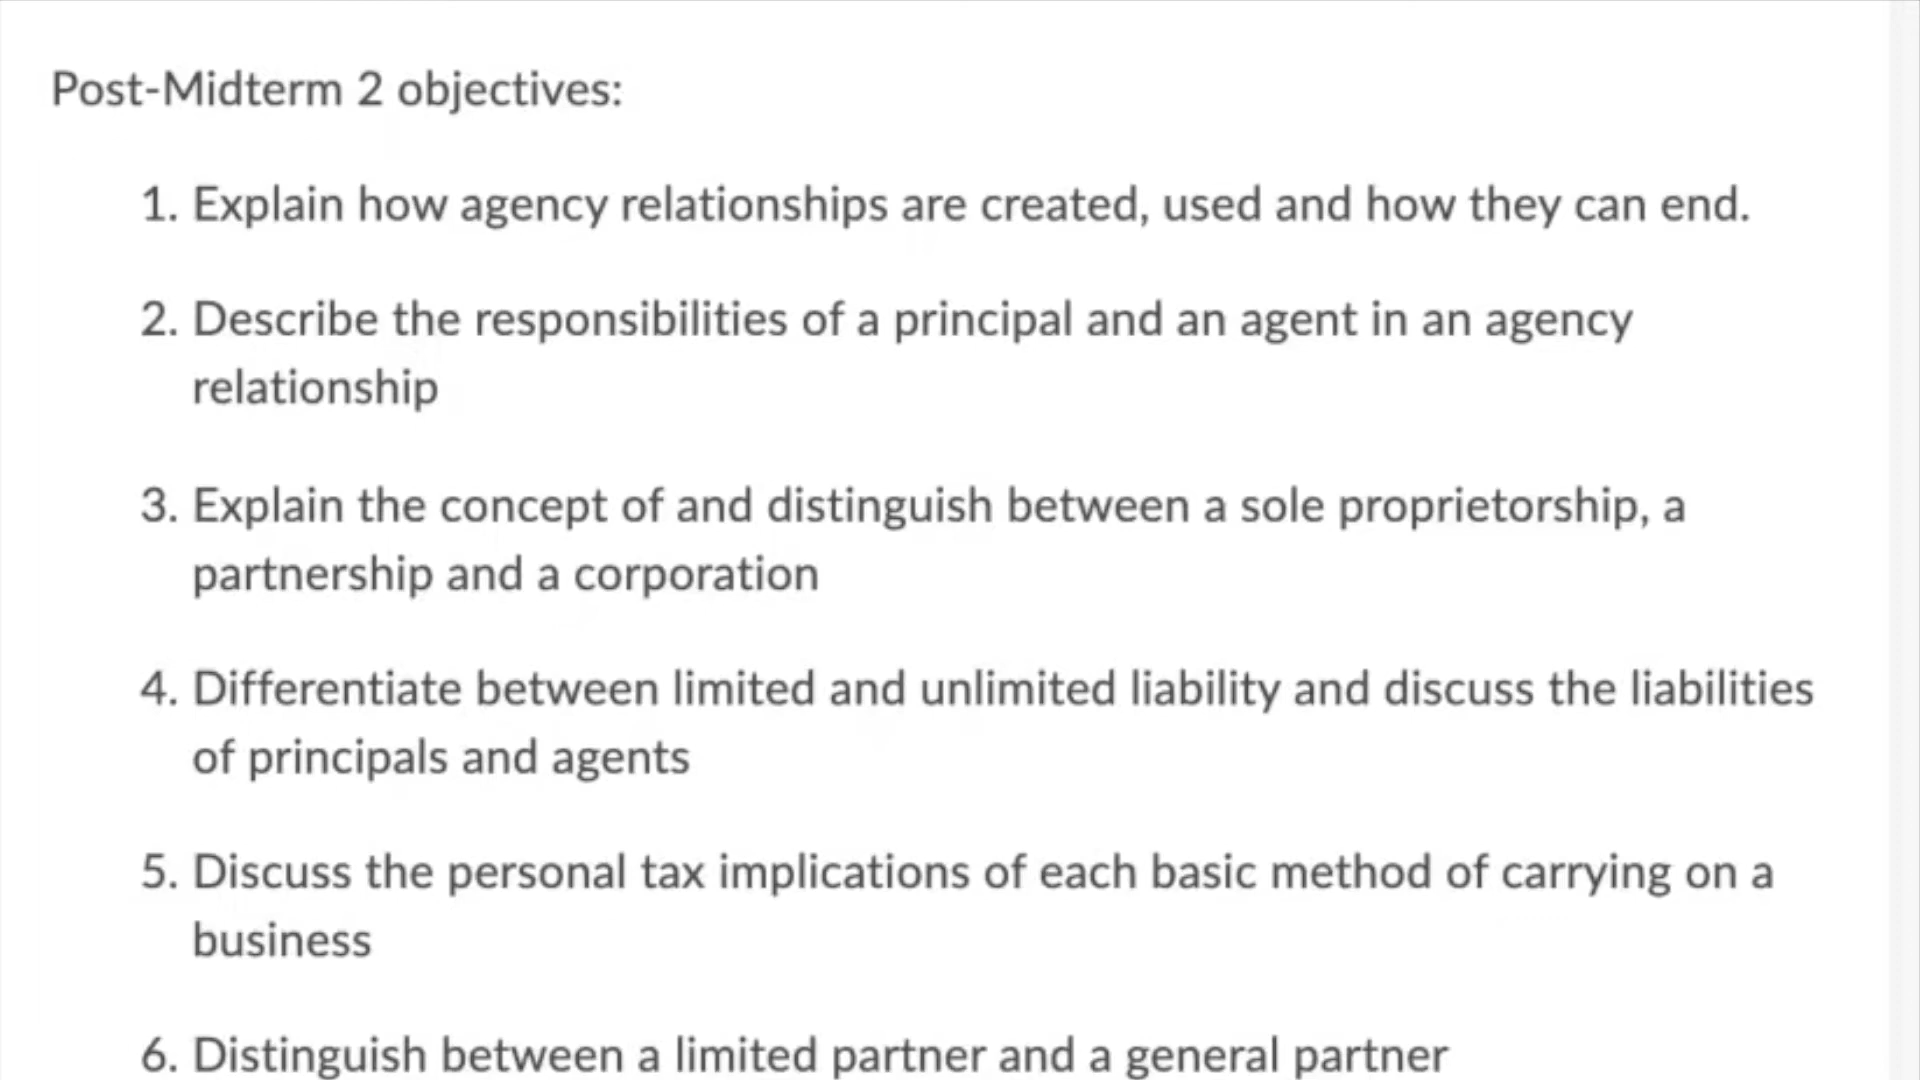 Post-Midterm 2 objectives:
1. Explain how agency relationships are created, used and how they can end.
2. Describe the responsibilities of a principal and an agent in an agency
relationship
3. Explain the concept of and distinguish between a sole proprietorship, a
partnership and a corporation
4. Differentiate between limited and unlimited liability and discuss the liabilities
of principals and agents
5. Discuss the personal tax implications of each basic method of carrying on a
business
6. Distinguish between a limited partner and a general partner